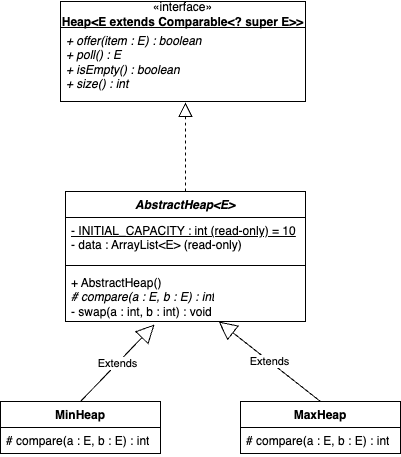 «interface»
Heap<E extends Comparable<? super E>>
+ offer(item : E) : boolean
+ poll() : E
+ isEmpty() : boolean
+ size() : int
AbstractHeap<E>
- INITIAL_CAPACITY : int (read-only) = 10
- data : ArrayList<E> (read-only)
+ AbstractHeap()
# compare(a : E, b : E) : int
- swap(a : int, b : int) : void
Extends
Extends
MinHeap
# compare(a : E, b : E) : int
MaxHeap
# compare(a : E, b : E) : int